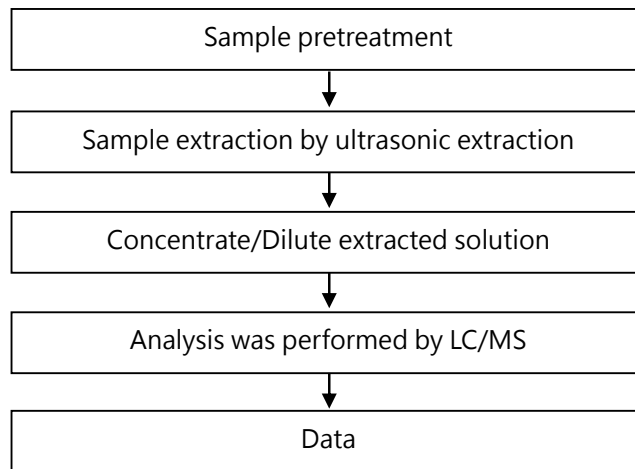 Sample pretreatment
Sample extraction by ultrasonic extraction
Concentrate/Dilute extracted solution
Analysis was performed by LC/MS
Data